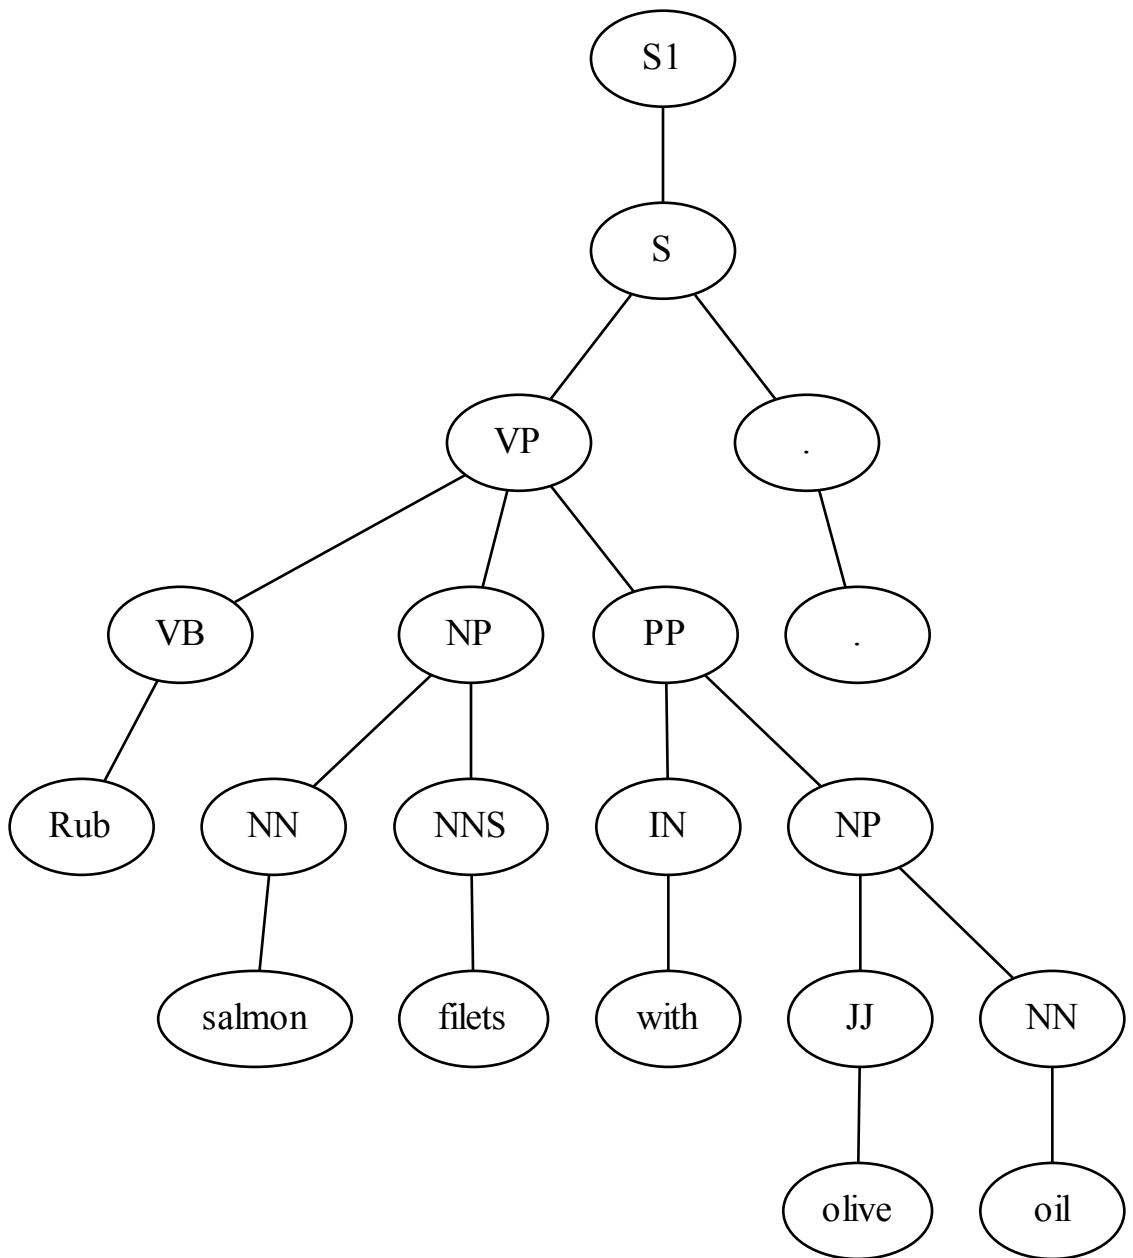 S1
S
VP .
VB NP PP .
Rub NN NNS IN NP
salmon filets with JJ NN
olive oil